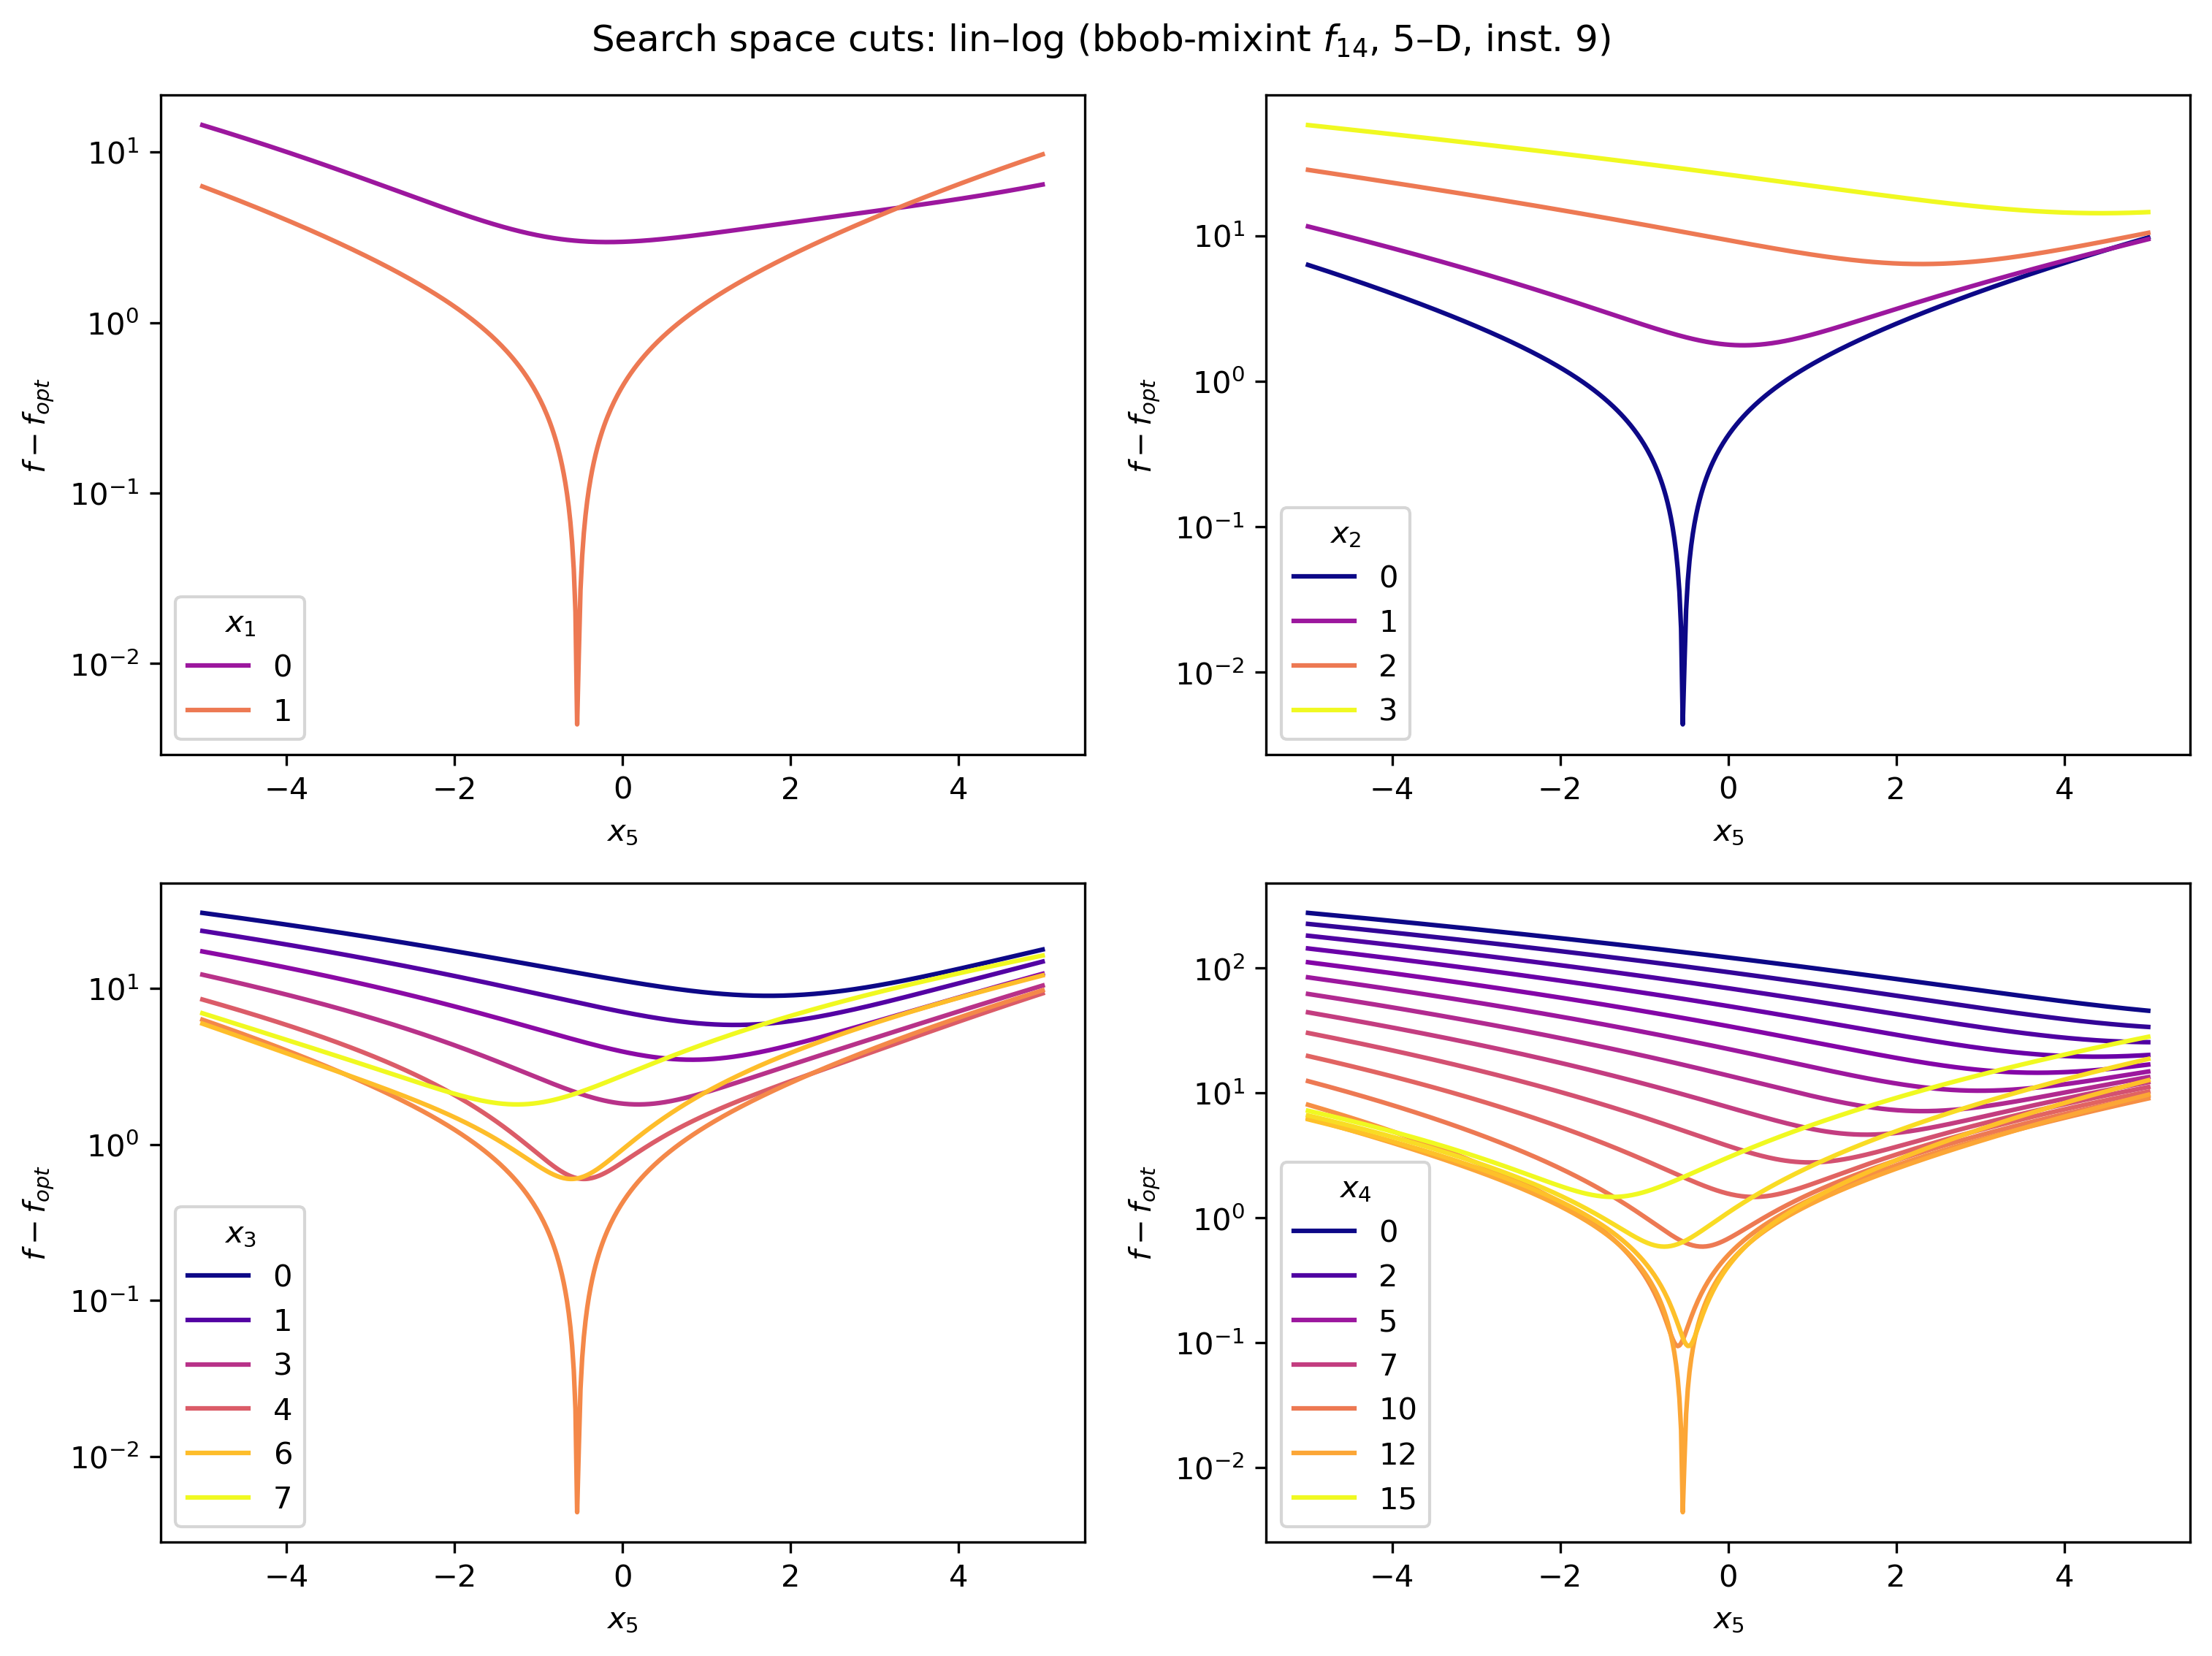 Search space cuts: lin–log (bbob-mixint f14, 5–D, inst. 9)
10^1
10^0
10^−1
10^−2
f − fopt
x1
0
1
−4 −2 0 2 4
x5
10^1
10^0
10^−1
10^−2
f − fopt
x2
0
1
2
3
−4 −2 0 2 4
x5
10^1
10^0
10^−1
10^−2
f − fopt
x3
0
1
3
4
6
7
−4 −2 0 2 4
x5
10^2
10^1
10^0
10^−1
10^−2
f − fopt
x4
0
2
5
7
10
12
15
−4 −2 0 2 4
x5